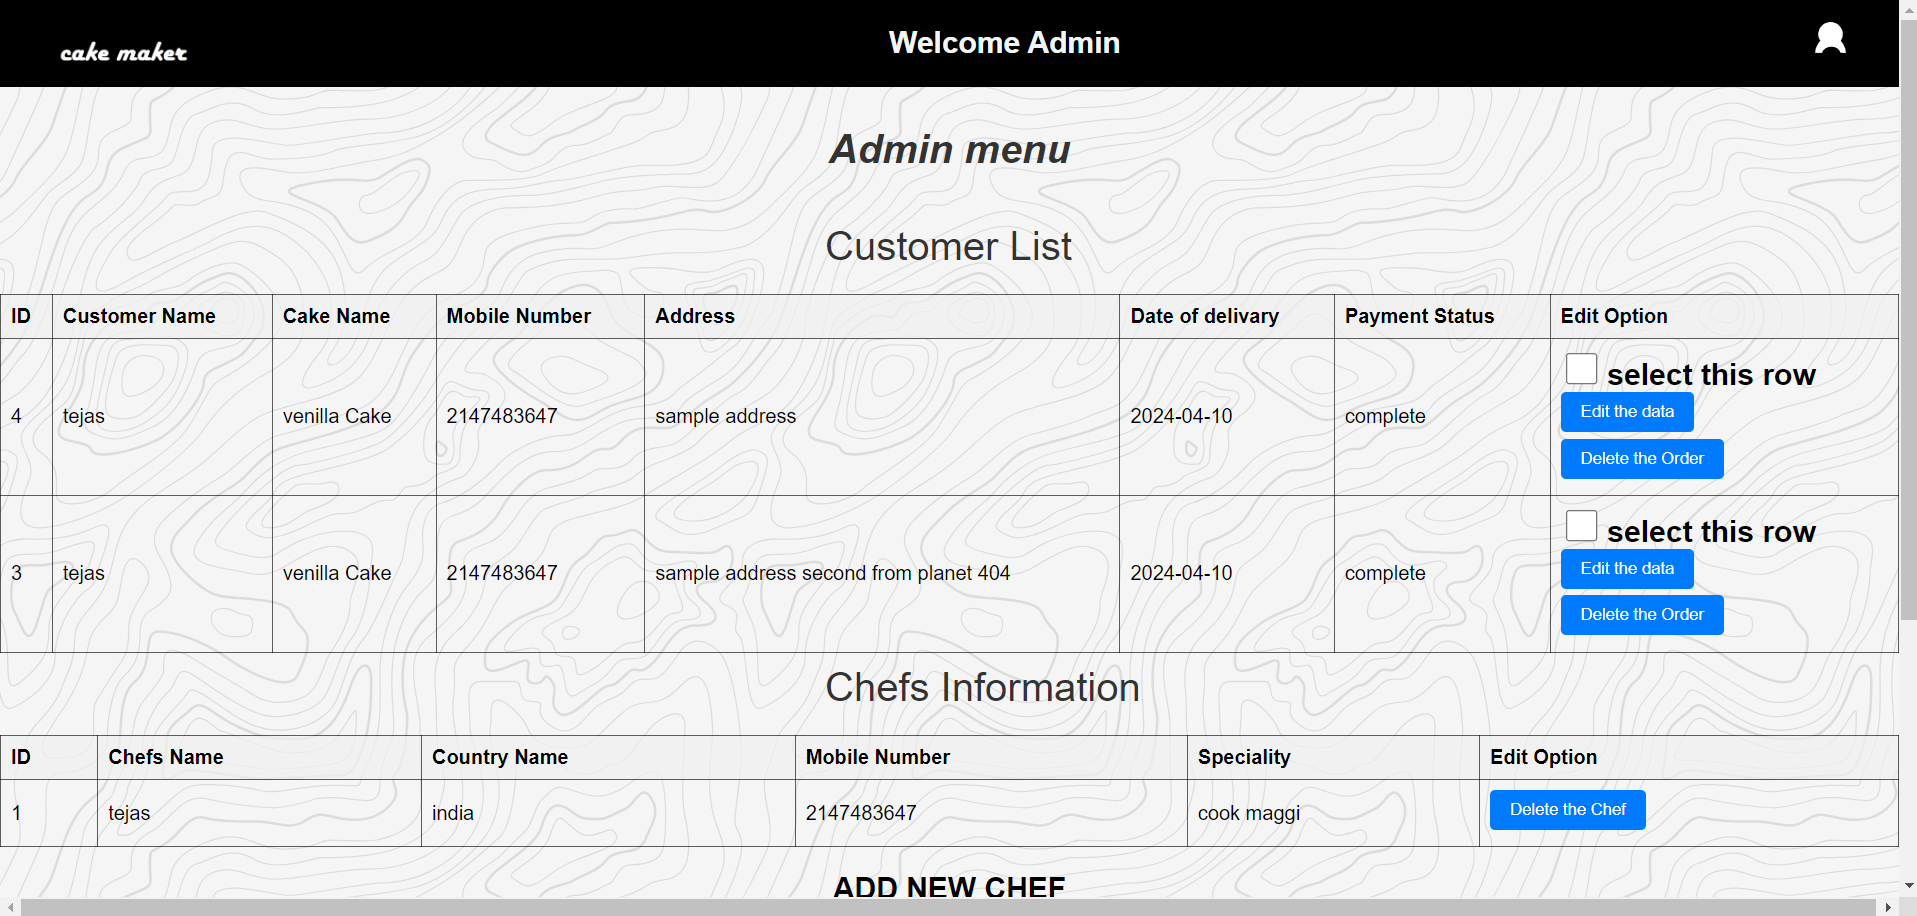 cake maker
Welcome Admin
Admin menu
Customer List
ID Customer Name Cake Name Mobile Number Address Date of delivary Payment Status Edit Option
4 tejas venilla Cake 2147483647 sample address 2024-04-10 complete select this row
Edit the data
Delete the Order
3 tejas venilla Cake 2147483647 sample address second from planet 404 2024-04-10 complete select this row
Edit the data
Delete the Order
Chefs Information
ID Chefs Name Country Name Mobile Number Speciality Edit Option
1 tejas india 2147483647 cook maggi Delete the Chef
ADD NEW CHEF